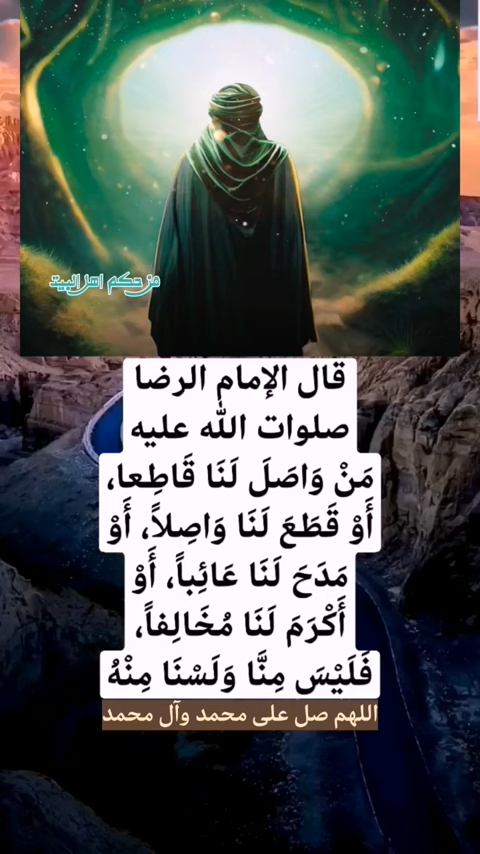 من حكم اهل البيت
قال الإمام الرضا
صلوات الله عليه
مَنْ وَاصَلَ لَنَا قَاطِعا،
أَوْ قَطَعَ لَنَا وَاصِلاً، أَوْ
مَدَحَ لَنَا عَائِباً، أَوْ
أَكْرَمَ لَنَا مُخَالِفاً،
فَلَيْسَ مِنَّا وَلَسْنَا مِنْهُ
اللهم صل على محمد وآل محمد